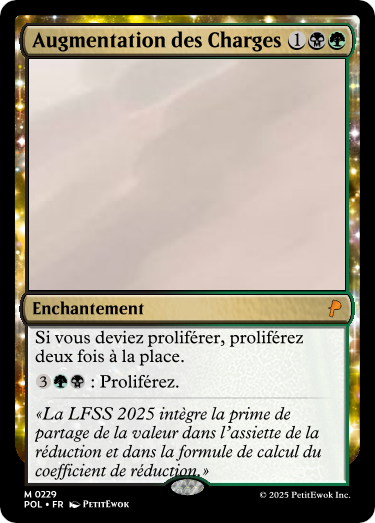 Augmentation des Charges 1
Enchantement
Si vous deviez proliférer, proliférez
deux fois à la place.
3 : Proliférez.
«La LFSS 2025 intègre la prime de
partage de la valeur dans l'assiette de la
réduction et dans la formule de calcul du
coefficient de réduction.»
M 0229
POL • FR PETITEWOK
© 2025 PetitEwok Inc.